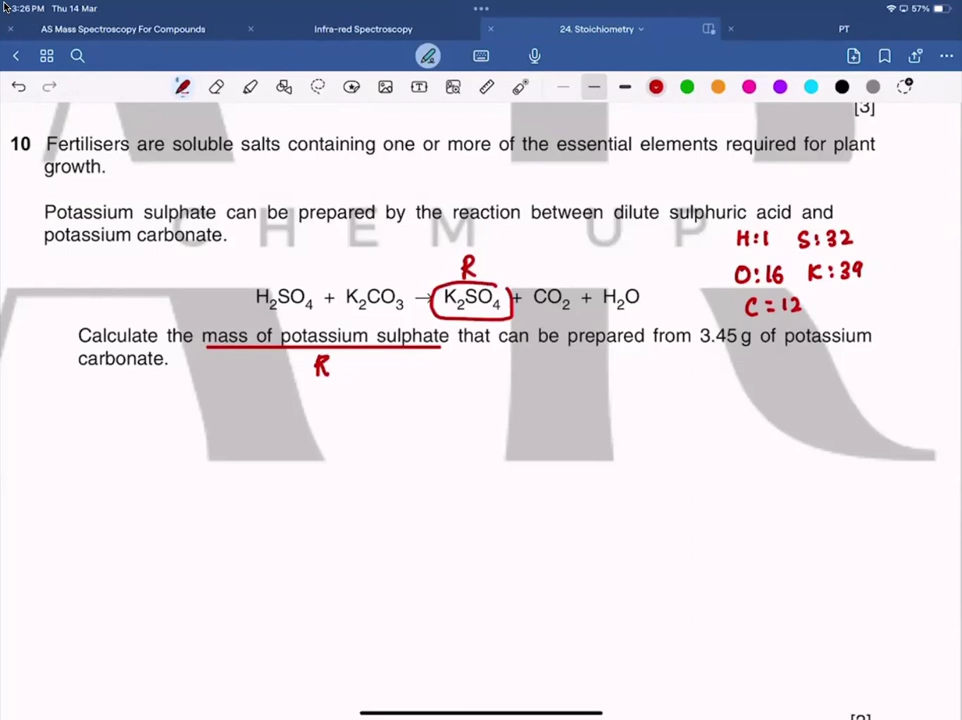 3:26 PM Thu 14 Mar
57%
AS Mass Spectroscopy For Compounds
Infra-red Spectroscopy
24. Stoichiometry
PT
[3]
10 Fertilisers are soluble salts containing one or more of the essential elements required for plant
growth.
CHEM UP
Potassium sulphate can be prepared by the reaction between dilute sulphuric acid and
potassium carbonate.
H:1 S:32
O:16 K:39
C=12
R
H₂SO₄ + K₂CO₃ → K₂SO₄ + CO₂ + H₂O
Calculate the mass of potassium sulphate that can be prepared from 3.45 g of potassium
carbonate.
R